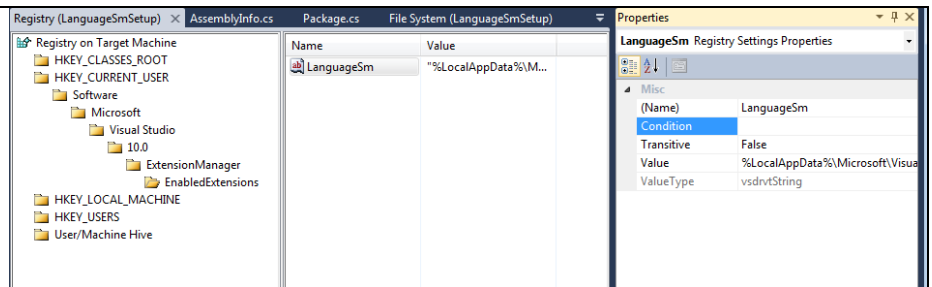 Registry (LanguageSmSetup) × AssemblyInfo.cs Package.cs File System (LanguageSmSetup)
Registry on Target Machine
HKEY_CLASSES_ROOT
HKEY_CURRENT_USER
Software
Microsoft
Visual Studio
10.0
ExtensionManager
EnabledExtensions
HKEY_LOCAL_MACHINE
HKEY_USERS
User/Machine Hive
Name Value
ab LanguageSm "%LocalAppData%\M...
Properties
LanguageSm Registry Settings Properties
Misc
(Name) LanguageSm
Condition
Transitive False
Value %LocalAppData%\Microsoft\Visua
ValueType vsdrvtString